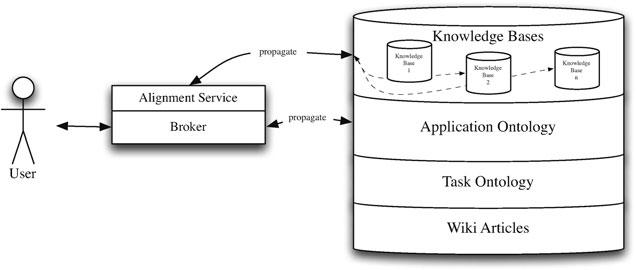 Knowledge Bases
propagate
Knowledge
Base
1
Knowledge
Base
2
Knowledge
Base
n
Alignment Service
Broker
propagate
Application Ontology
User
Task Ontology
Wiki Articles